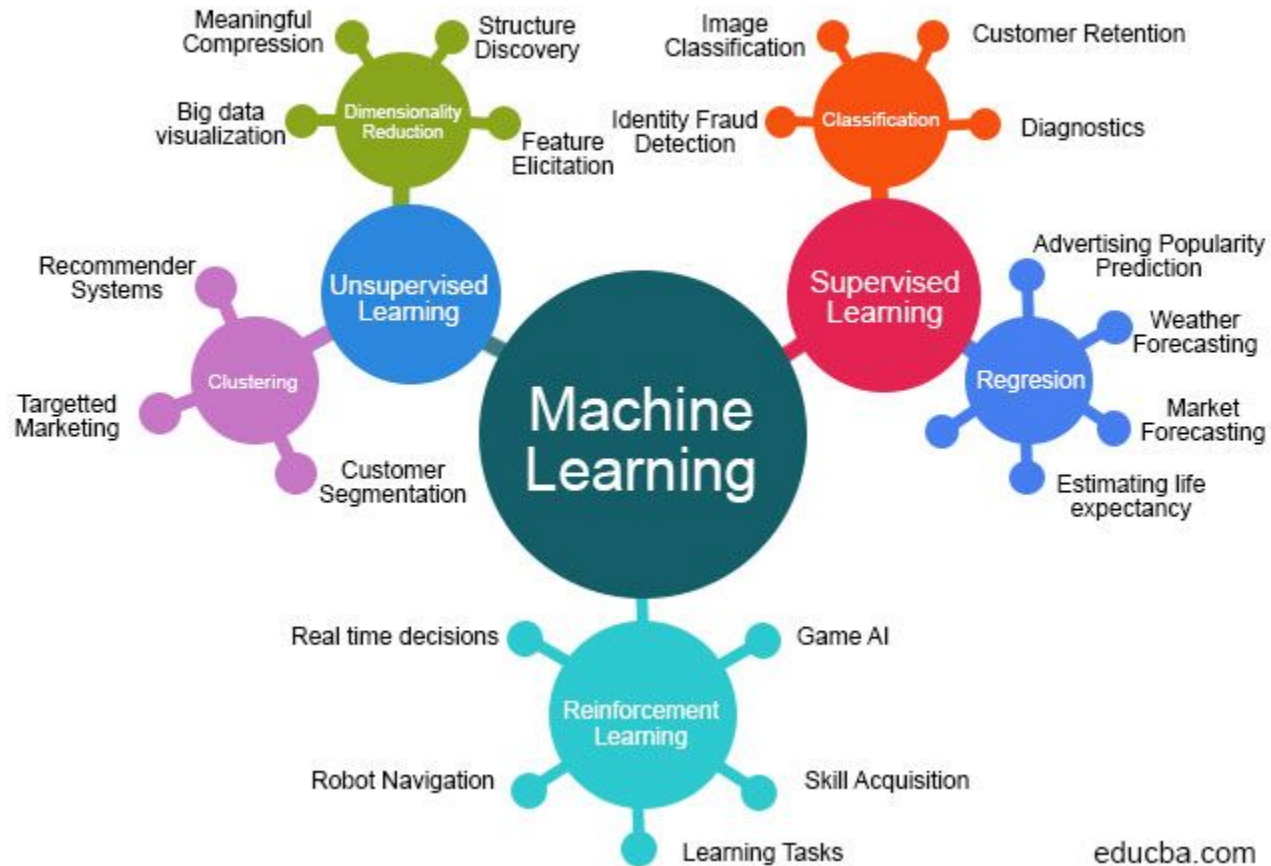 Meaningful
Compression
Structure
Discovery
Big data
visualization
Dimensionality
Reduction
Feature
Elicitation
Image
Classification
Customer Retention
Identity Fraud
Detection
Classification
Diagnostics
Recommender
Systems
Unsupervised
Learning
Clustering
Targetted
Marketing
Customer
Segmentation
Machine
Learning
Supervised
Learning
Advertising Popularity
Prediction
Weather
Forecasting
Regresion
Market
Forecasting
Estimating life
expectancy
Real time decisions
Game AI
Reinforcement
Learning
Robot Navigation
Skill Acquisition
Learning Tasks
educba.com